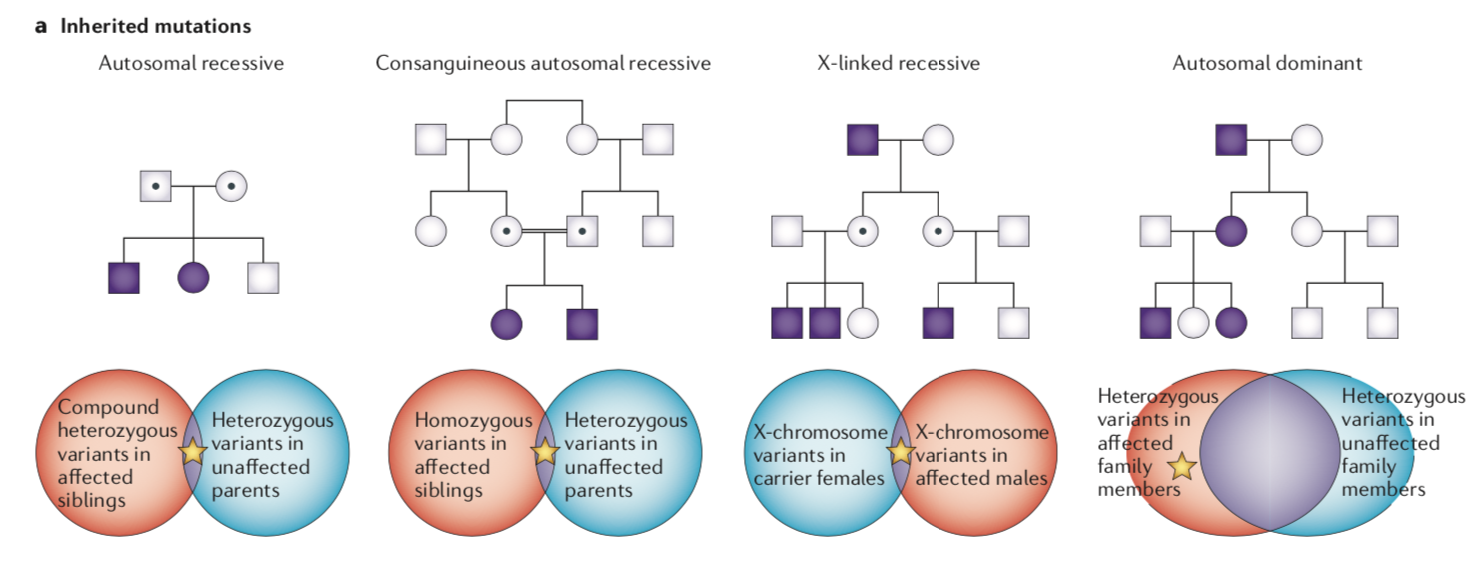 a Inherited mutations
Autosomal recessive
Consanguineous autosomal recessive
X-linked recessive
Autosomal dominant
Compound
heterozygous
variants in
affected
siblings
Heterozygous
variants in
unaffected
parents
Homozygous
variants in
affected
siblings
Heterozygous
variants in
unaffected
parents
X-chromosome
variants in
carrier females
X-chromosome
variants in
affected males
Heterozygous
variants in
affected
family
members
Heterozygous
variants in
unaffected
family
members